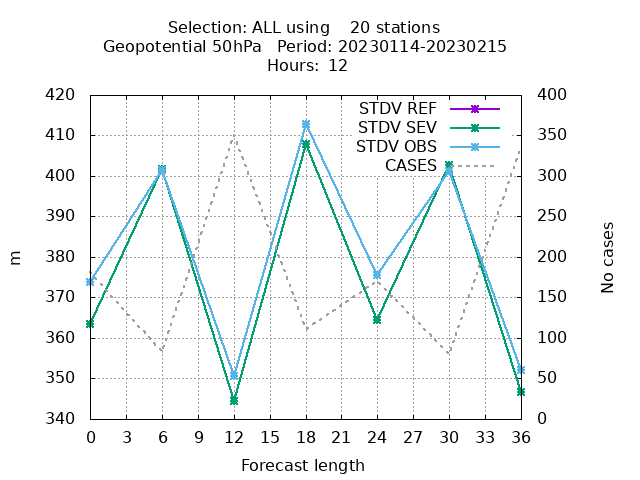 Selection: ALL using    20 stations
Geopotential 50hPa   Period: 20230114-20230215
Hours:  12
420
410
400
390
380
370
360
350
340
400
350
300
250
200
150
100
50
0
STDV REF
STDV SEV
STDV OBS
CASES
m
No cases
0 3 6 9 12 15 18 21 24 27 30 33 36
Forecast length